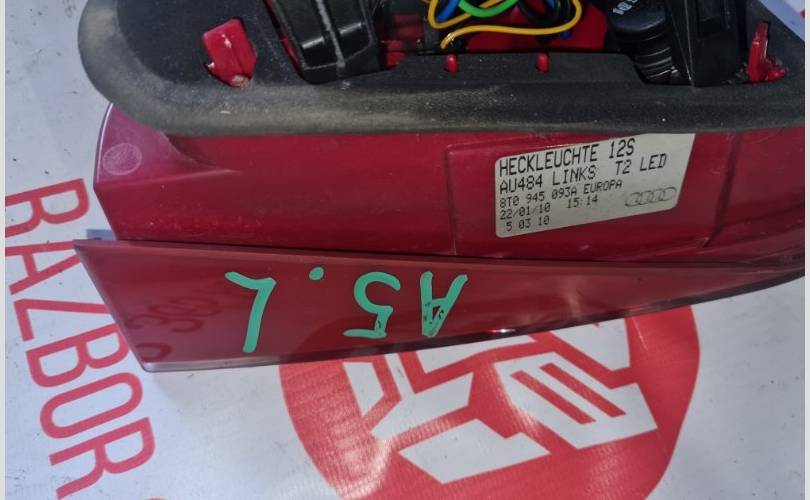 HECKLEUCHTE 12S
AU484 LINKS T2 LED
8T0 945 093A EUROPA
22/01/10 15:14
5 03 10
A5.L
RAZBOR
RAZBOR